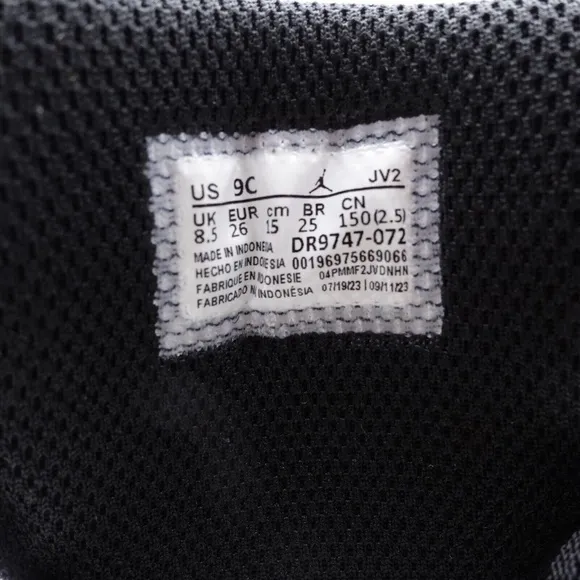 US 9C JV2
UK EUR cm BR CN
8.5 26 15 25 150(2.5)
MADE IN INDONESIA DR9747-072
HECHO EN INDONESIA 00196975669066
FABRIQUE EN INDONESIE 04PMMF2JVDNHN
FABRICADO NA INDONÉSIA 07/19/23 | 09/11/23